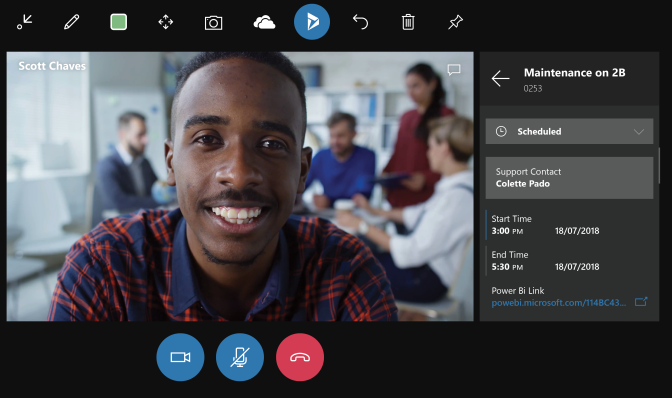 Scott Chaves
Maintenance on 2B
0253
Scheduled
Support Contact
Colette Pado
Start Time
3:00 PM 18/07/2018
End Time
5:30 PM 18/07/2018
Power Bi Link
powebi.microsoft.com/114BC43...